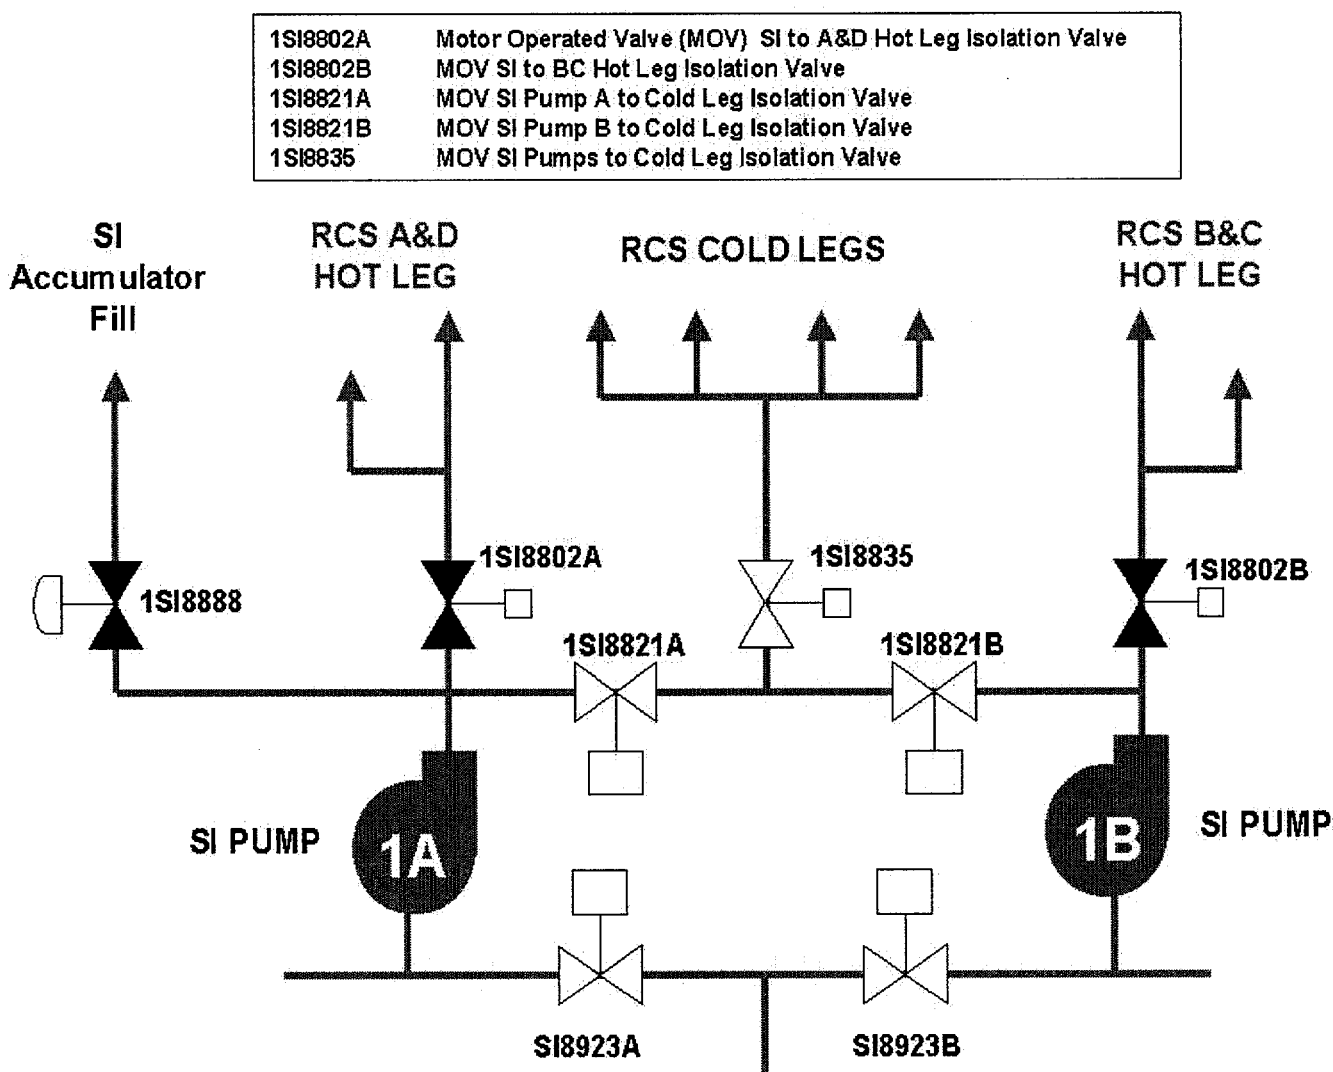 1SI8802A Motor Operated Valve (MOV) SI to A&D Hot Leg Isolation Valve
1SI8802B MOV SI to BC Hot Leg Isolation Valve
1SI8821A MOV SI Pump A to Cold Leg Isolation Valve
1SI8821B MOV SI Pump B to Cold Leg Isolation Valve
1SI8835 MOV SI Pumps to Cold Leg Isolation Valve
SI
Accumulator
Fill
RCS A&D
HOT LEG
RCS COLD LEGS
RCS B&C
HOT LEG
1SI8888
1SI8802A
1SI8835
1SI8802B
1SI8821A
1SI8821B
SI PUMP
1A
1B
SI PUMP
SI8923A
SI8923B